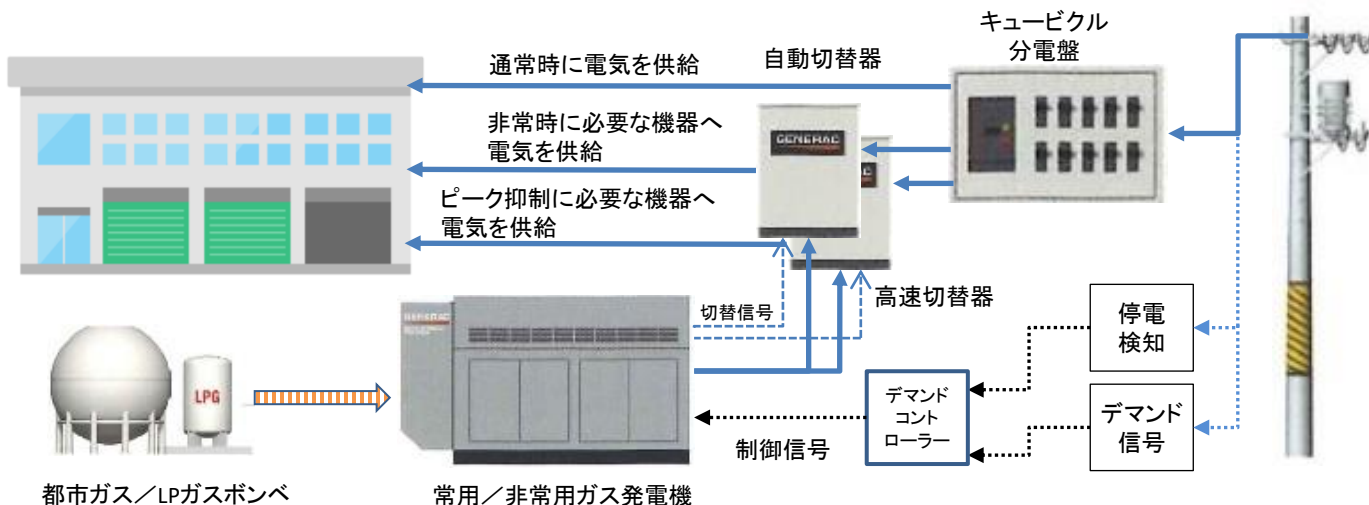 キュービクル
分電盤
通常時に電気を供給
自動切替器
非常時に必要な機器へ
電気を供給
GENERAC
ピーク抑制に必要な機器へ
電気を供給
高速切替器
切替信号
GENERAC
停電
検知
LPG
デマンド
コント
ローラー
デマンド
信号
制御信号
都市ガス／LPガスボンベ
常用／非常用ガス発電機